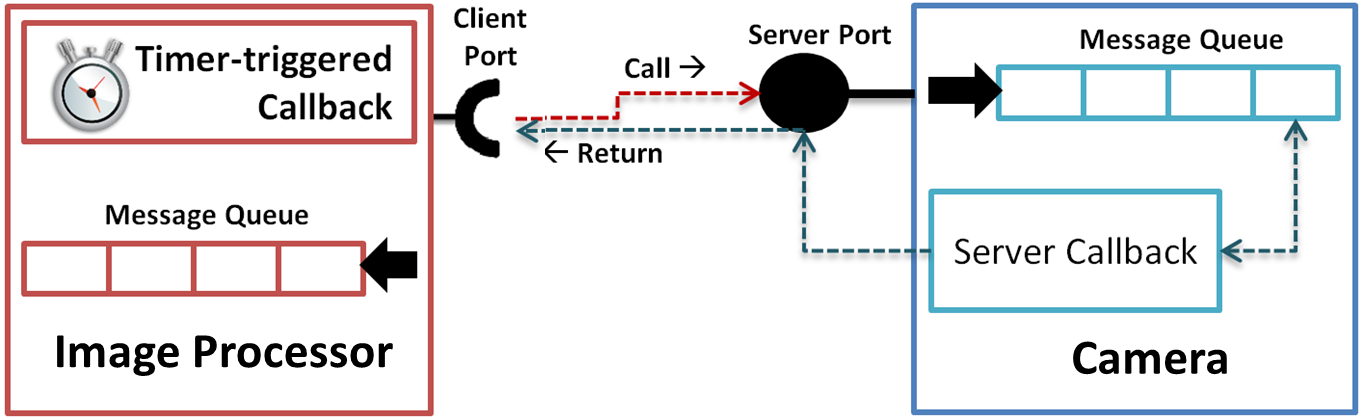 Timer-triggered
Callback
Message Queue
Image Processor
Client
Port
Call →
← Return
Server Port
Message Queue
Server Callback
Camera